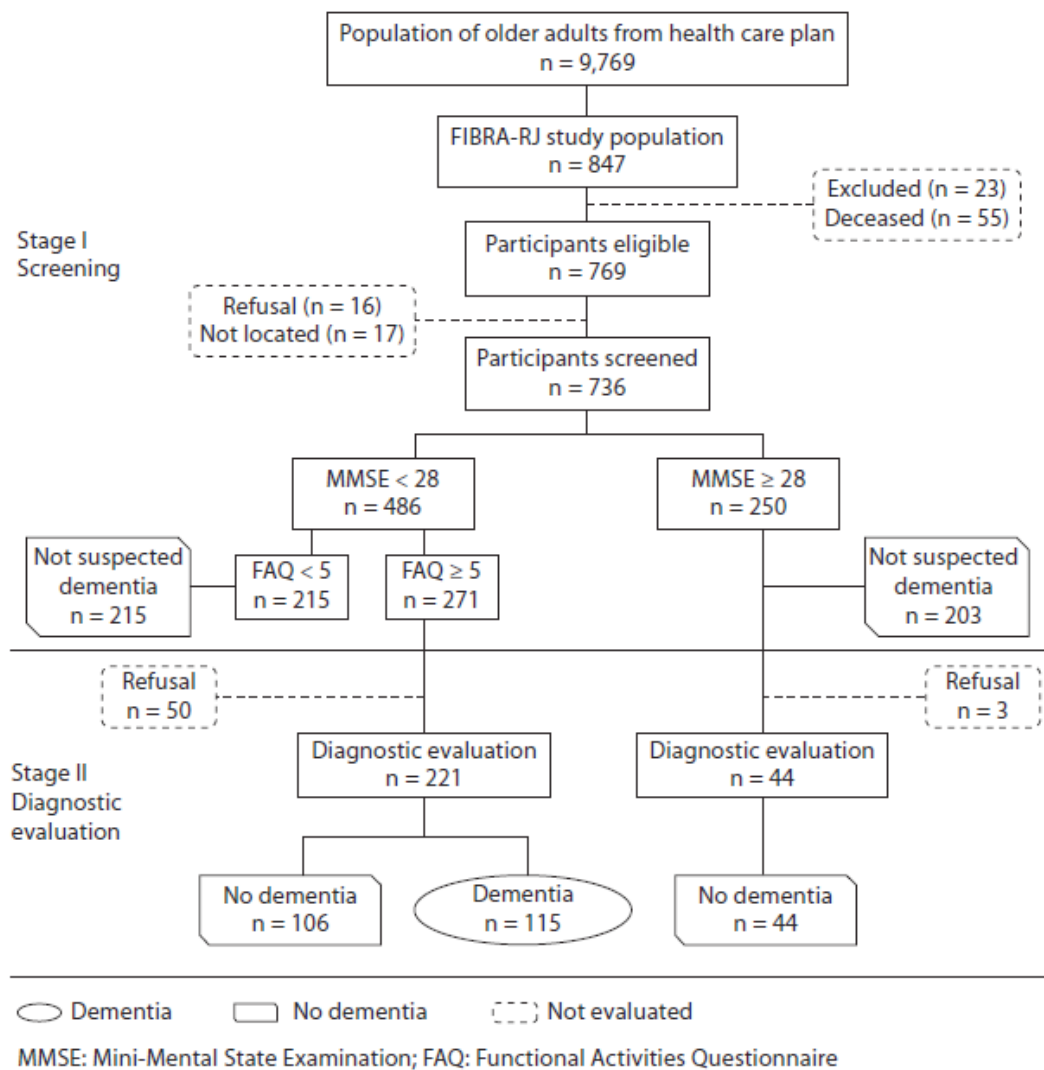 Population of older adults from health care plan
n = 9,769
FIBRA-RJ study population
n = 847
Excluded (n = 23)
Deceased (n = 55)
Stage I
Screening
Participants eligible
n = 769
Refusal (n = 16)
Not located (n = 17)
Participants screened
n = 736
MMSE < 28
n = 486
MMSE ≥ 28
n = 250
Not suspected
dementia
n = 215
FAQ < 5
n = 215
FAQ ≥ 5
n = 271
Not suspected
dementia
n = 203
Refusal
n = 50
Refusal
n = 3
Stage II
Diagnostic
evaluation
Diagnostic evaluation
n = 221
Diagnostic evaluation
n = 44
No dementia
n = 106
Dementia
n = 115
No dementia
n = 44
Dementia
No dementia
Not evaluated
MMSE: Mini-Mental State Examination; FAQ: Functional Activities Questionnaire